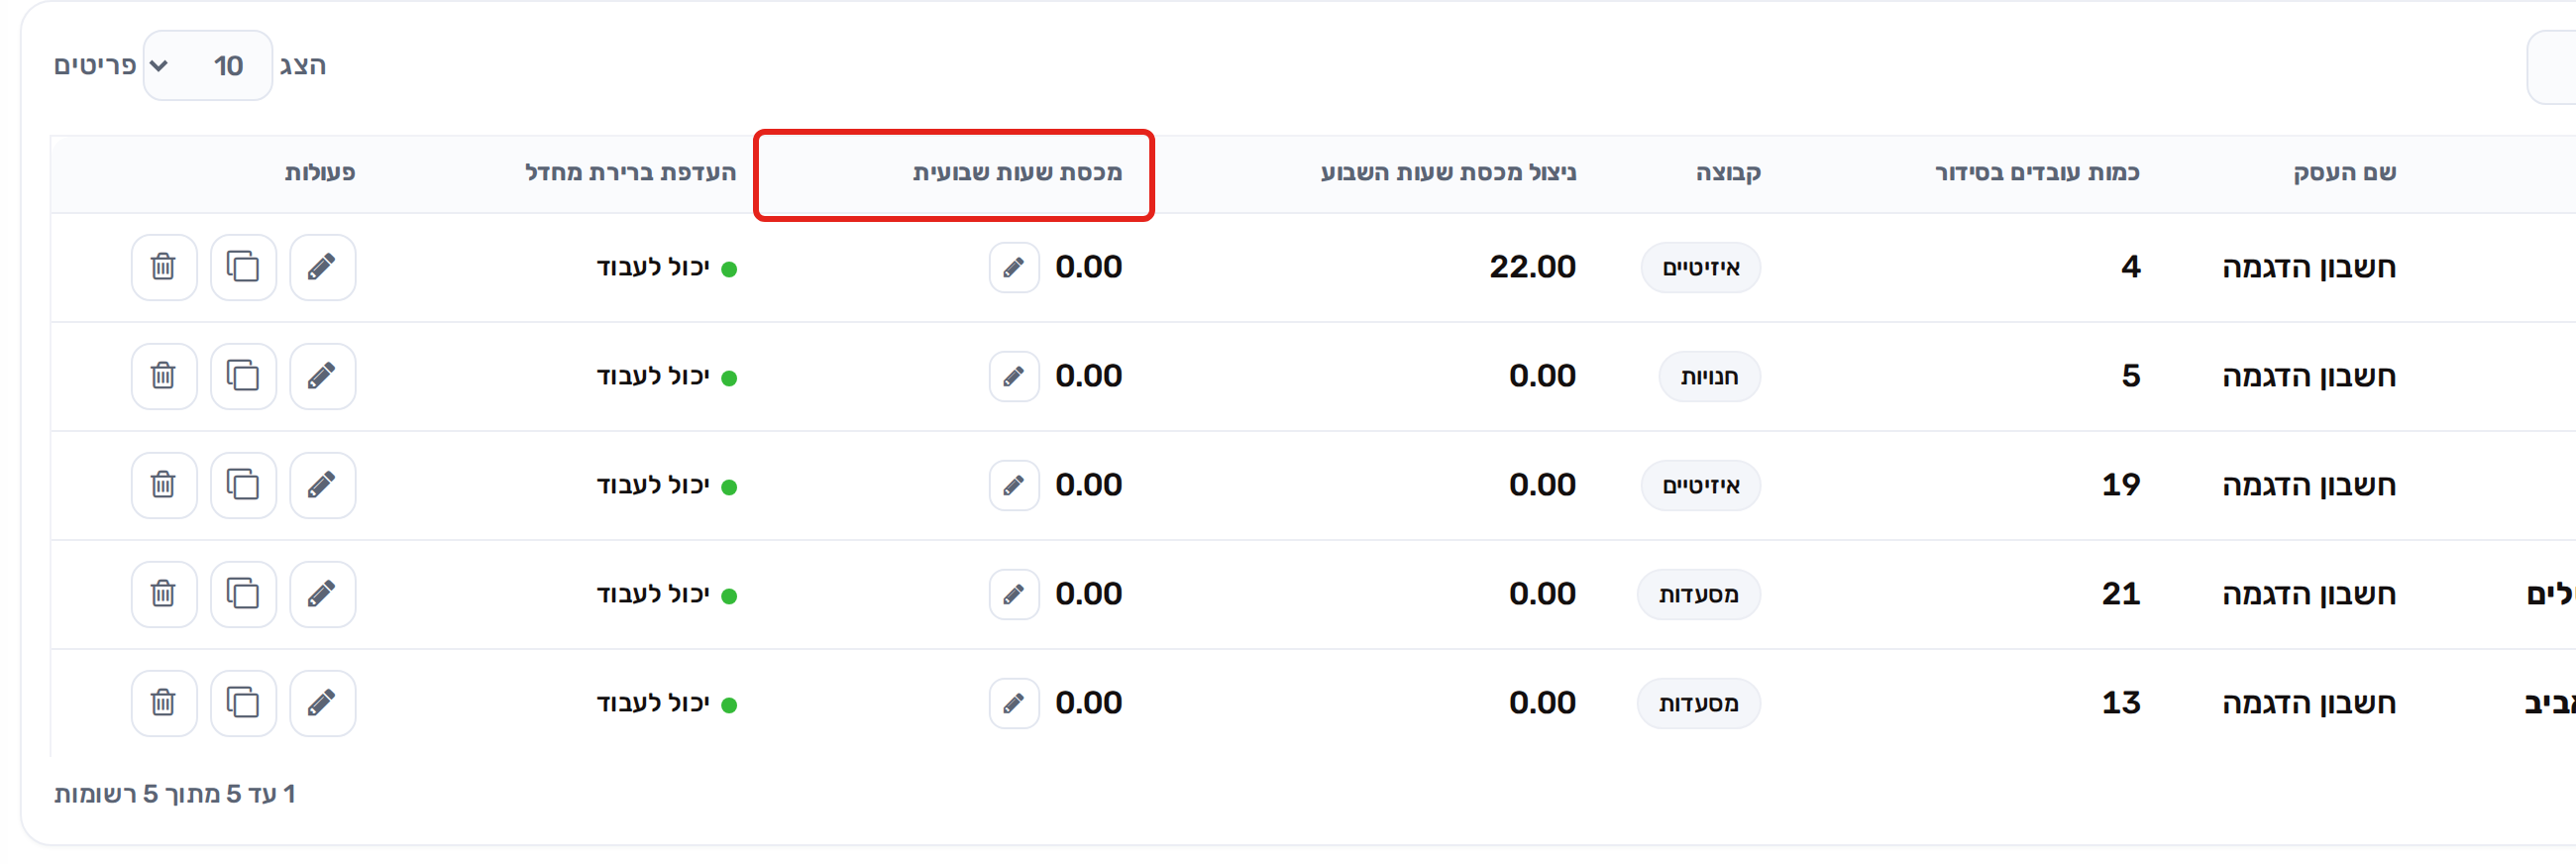 הצג 10 פריטים
שם העסק כמות עובדים בסידור קבוצה ניצול מכסת שעות השבוע מכסת שעות שבועית העדפת ברירת מחדל פעולות
חשבון הדגמה 4 איזיטיים 22.00 0.00 יכול לעבוד
חשבון הדגמה 5 חנויות 0.00 0.00 יכול לעבוד
חשבון הדגמה 19 איזיטיים 0.00 0.00 יכול לעבוד
חשבון הדגמה 21 מסעדות 0.00 0.00 יכול לעבוד
חשבון הדגמה 13 מסעדות 0.00 0.00 יכול לעבוד
1 עד 5 מתוך 5 רשומות